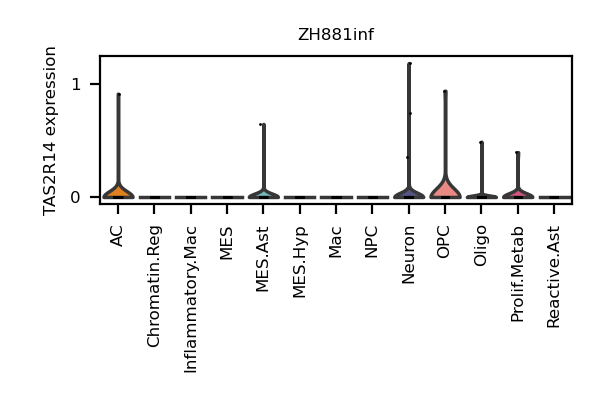 ZH881inf
TAS2R14 expression
1
0
AC
Chromatin.Reg
Inflammatory.Mac
MES
MES.Ast
MES.Hyp
Mac
NPC
Neuron
OPC
Oligo
Prolif.Metab
Reactive.Ast